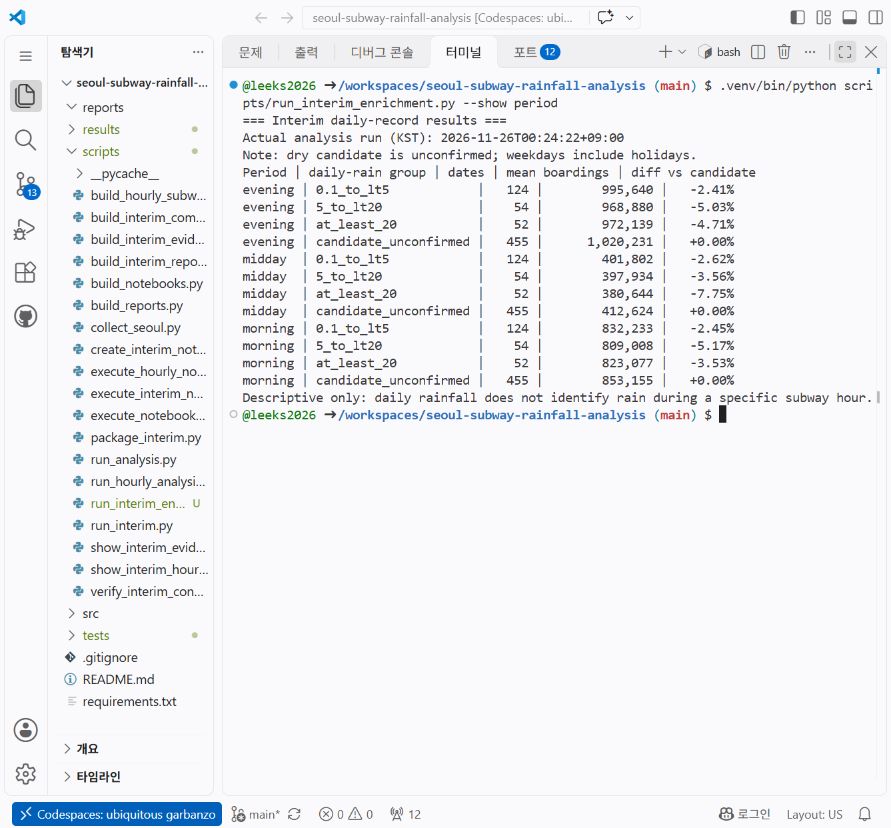 seoul-subway-rainfall-analysis [Codespaces: ubi...
탐색기
seoul-subway-rainfall-...
reports
results
scripts
__pycache__
build_hourly_subw...
build_interim_com...
build_interim_evid...
build_interim_repo...
build_notebooks.py
build_reports.py
collect_seoul.py
create_interim_not...
execute_hourly_no...
execute_interim_n...
execute_notebook...
package_interim.py
run_analysis.py
run_hourly_analysi...
run_interim_en... U
run_interim.py
show_interim_evid...
show_interim_hour...
verify_interim_con...
src
tests
.gitignore
README.md
requirements.txt
개요
타임라인
13
문제 출력 디버그 콘솔 터미널 포트 12
bash
@leeks2026 ➜/workspaces/seoul-subway-rainfall-analysis (main) $ .venv/bin/python scri
pts/run_interim_enrichment.py --show period
=== Interim daily-record results ===
Actual analysis run (KST): 2026-11-26T00:24:22+09:00
Note: dry candidate is unconfirmed; weekdays include holidays.
Period | daily-rain group | dates | mean boardings | diff vs candidate
evening | 0.1_to_lt5 | 124 | 995,640 | -2.41%
evening | 5_to_lt20 | 54 | 968,880 | -5.03%
evening | at_least_20 | 52 | 972,139 | -4.71%
evening | candidate_unconfirmed | 455 | 1,020,231 | +0.00%
midday | 0.1_to_lt5 | 124 | 401,802 | -2.62%
midday | 5_to_lt20 | 54 | 397,934 | -3.56%
midday | at_least_20 | 52 | 380,644 | -7.75%
midday | candidate_unconfirmed | 455 | 412,624 | +0.00%
morning | 0.1_to_lt5 | 124 | 832,233 | -2.45%
morning | 5_to_lt20 | 54 | 809,008 | -5.17%
morning | at_least_20 | 52 | 823,077 | -3.53%
morning | candidate_unconfirmed | 455 | 853,155 | +0.00%
Descriptive only: daily rainfall does not identify rain during a specific subway hour.
@leeks2026 ➜/workspaces/seoul-subway-rainfall-analysis (main) $
Codespaces: ubiquitous garbanzo main* 0 0 12 로그인 Layout: US